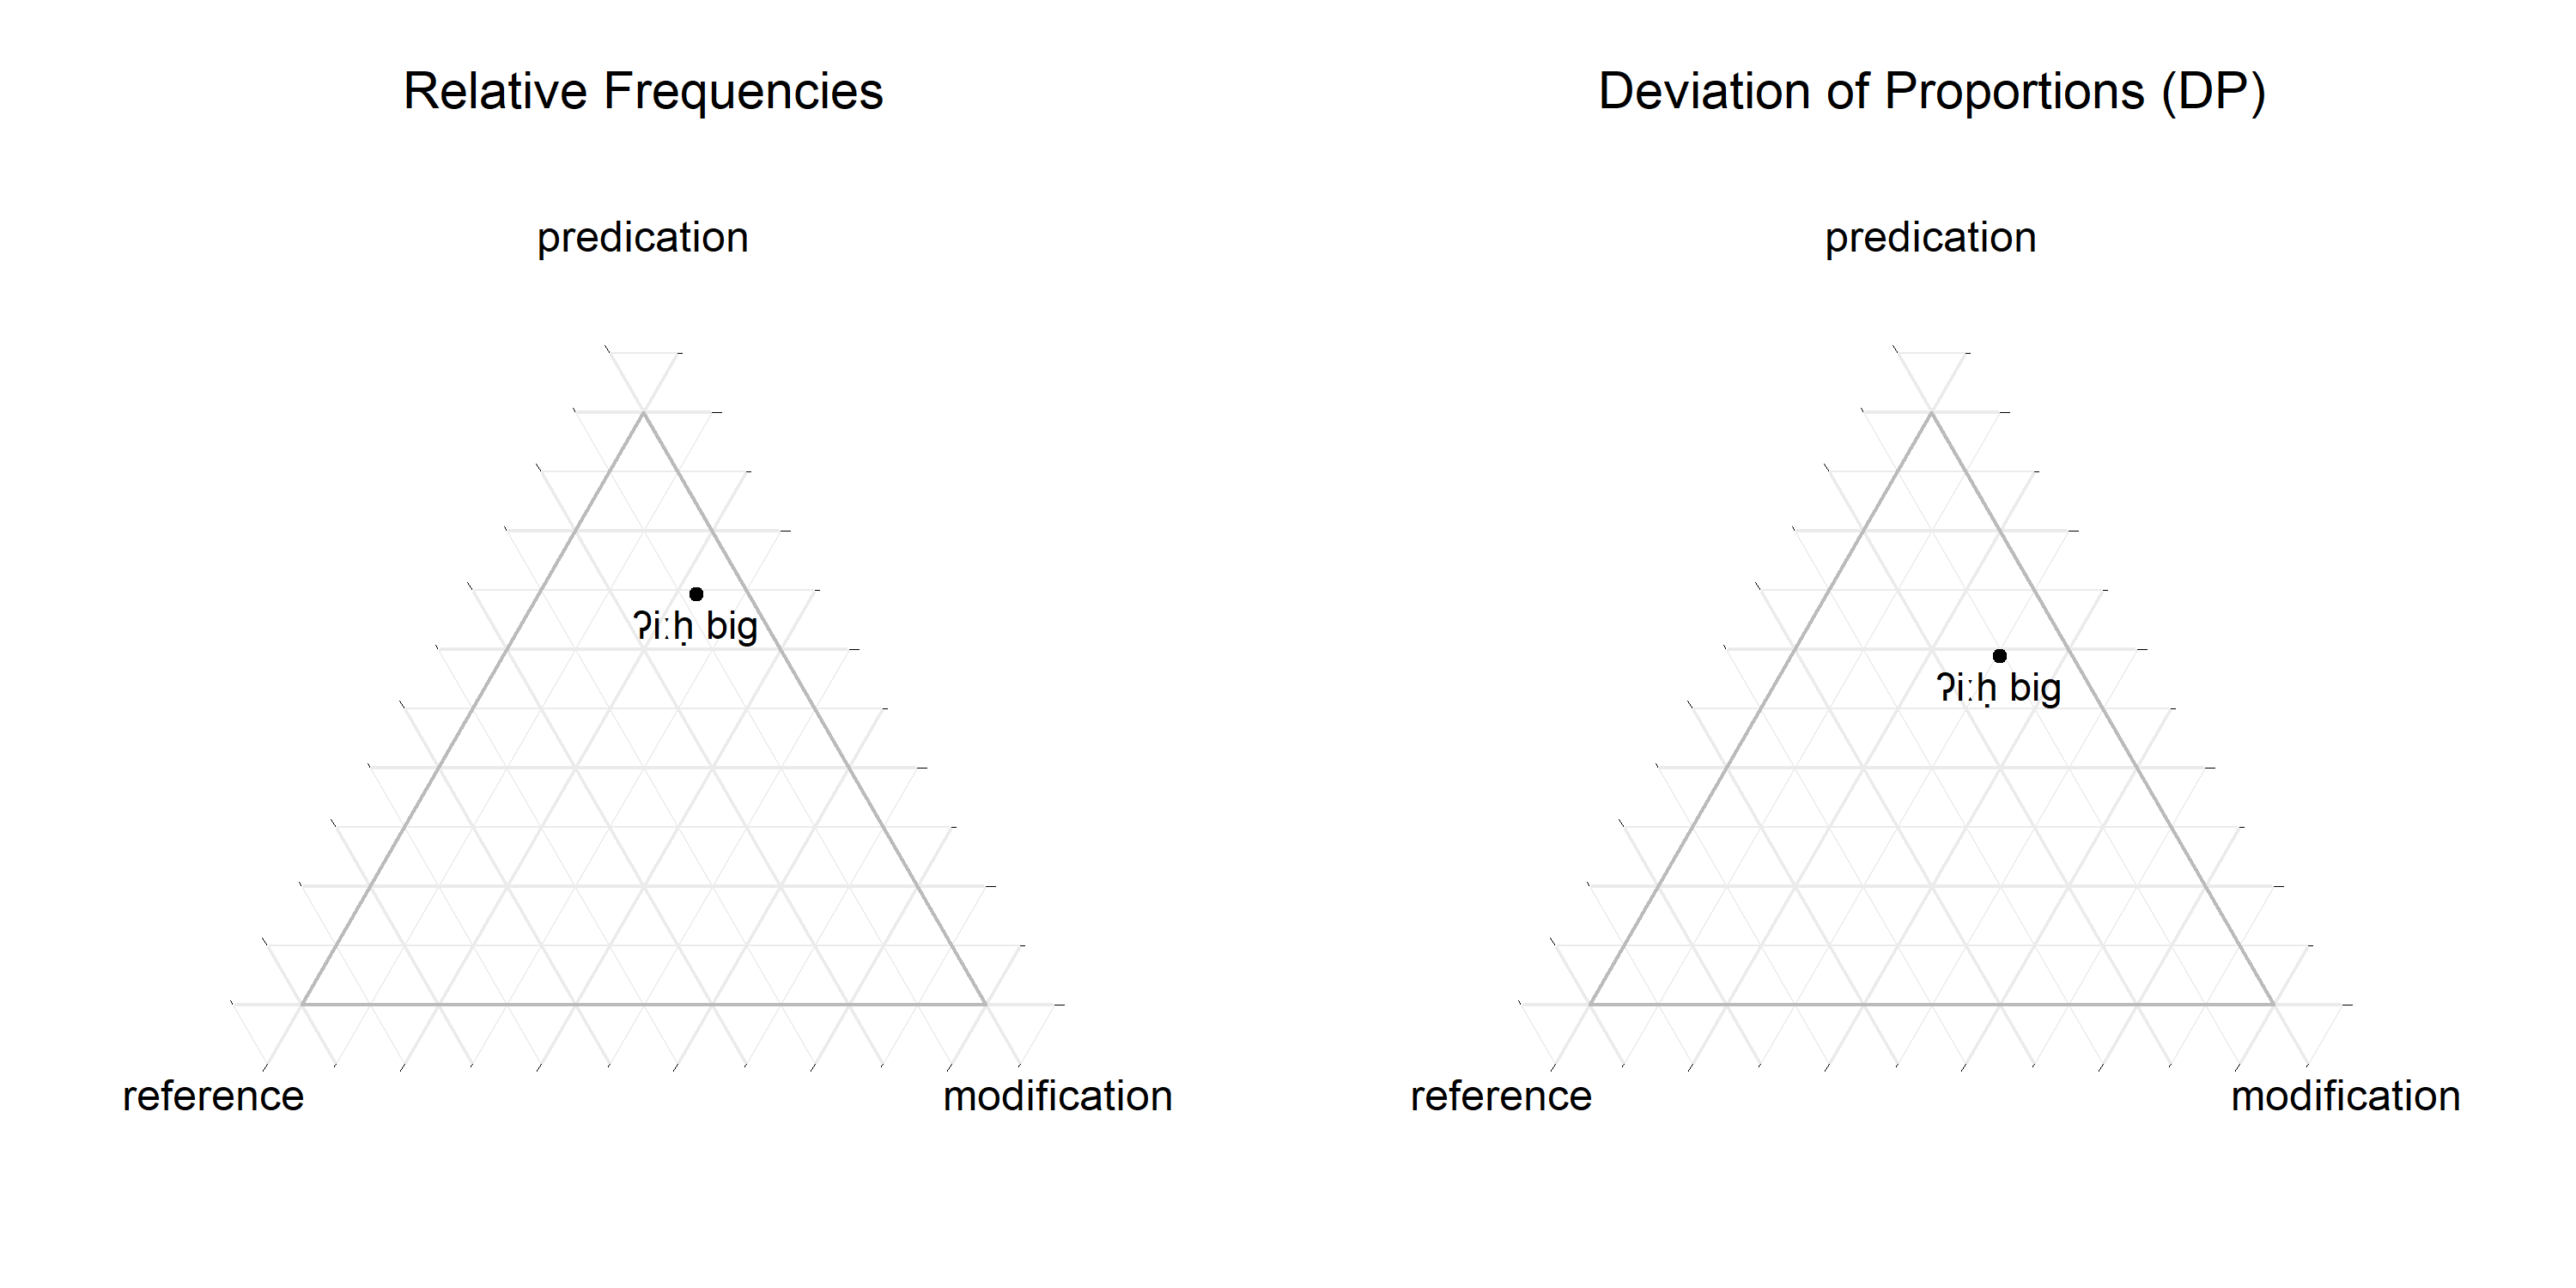 Relative Frequencies
predication
ʔiːḥ big
reference
modification
Deviation of Proportions (DP)
predication
ʔiːḥ big
reference
modification